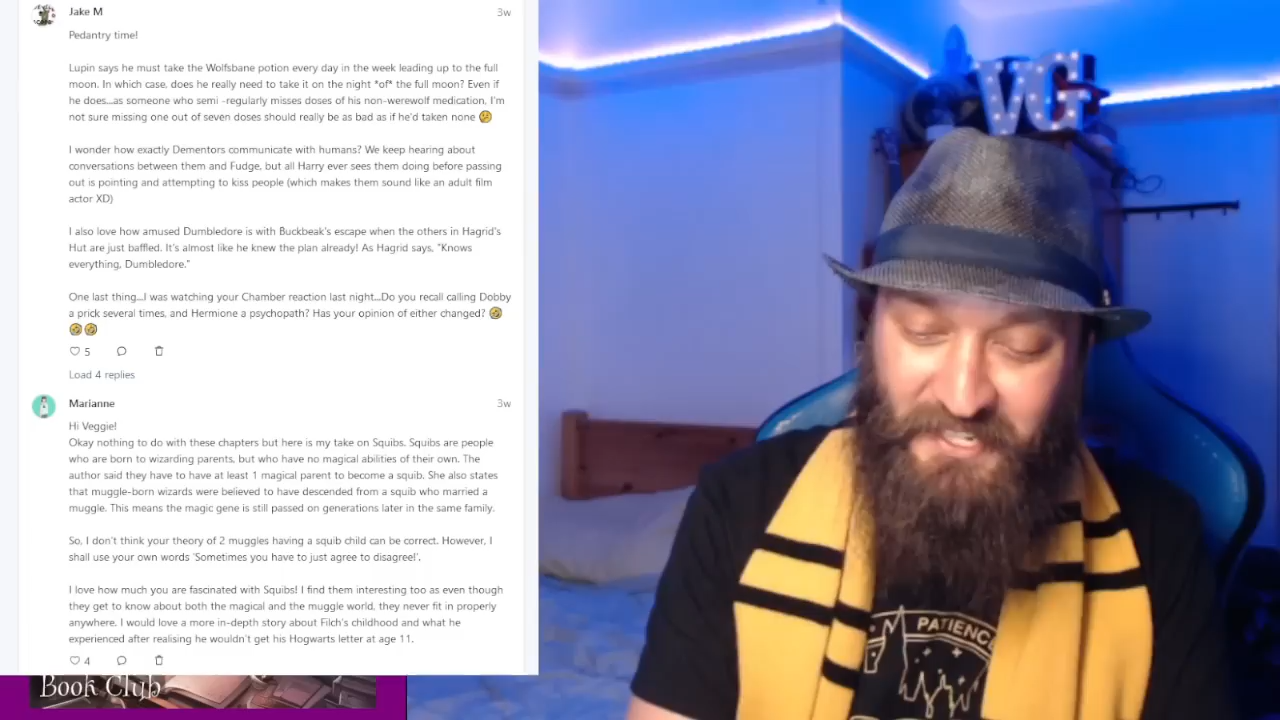 Jake M
3w
Pedantry time!
Lupin says he must take the Wolfsbane potion every day in the week leading up to the full
moon. In which case, does he really need to take it on the night *of* the full moon? Even if
he does...as someone who semi -regularly misses doses of his non-werewolf medication, I'm
not sure missing one out of seven doses should really be as bad as if he'd taken none 🤔
I wonder how exactly Dementors communicate with humans? We keep hearing about
conversations between them and Fudge, but all Harry ever sees them doing before passing
out is pointing and attempting to kiss people (which makes them sound like an adult film
actor XD)
I also love how amused Dumbledore is with Buckbeak's escape when the others in Hagrid's
Hut are just baffled. It's almost like he knew the plan already! As Hagrid says, "Knows
everything, Dumbledore."
One last thing...I was watching your Chamber reaction last night...Do you recall calling Dobby
a prick several times, and Hermione a psychopath? Has your opinion of either changed? 🤣
🤣 🤣
5
Load 4 replies
Marianne
3w
Hi Veggie!
Okay nothing to do with these chapters but here is my take on Squibs. Squibs are people
who are born to wizarding parents, but who have no magical abilities of their own. The
author said they have to have at least 1 magical parent to become a squib. She also states
that muggle-born wizards were believed to have descended from a squib who married a
muggle. This means the magic gene is still passed on generations later in the same family.
So, I don't think your theory of 2 muggles having a squib child can be correct. However, I
shall use your own words 'Sometimes you have to just agree to disagree!'.
I love how much you are fascinated with Squibs! I find them interesting too as even though
they get to know about both the magical and the muggle world, they never fit in properly
anywhere. I would love a more in-depth story about Filch's childhood and what he
experienced after realising he wouldn't get his Hogwarts letter at age 11.
4
Book Club
VG
PATIENC